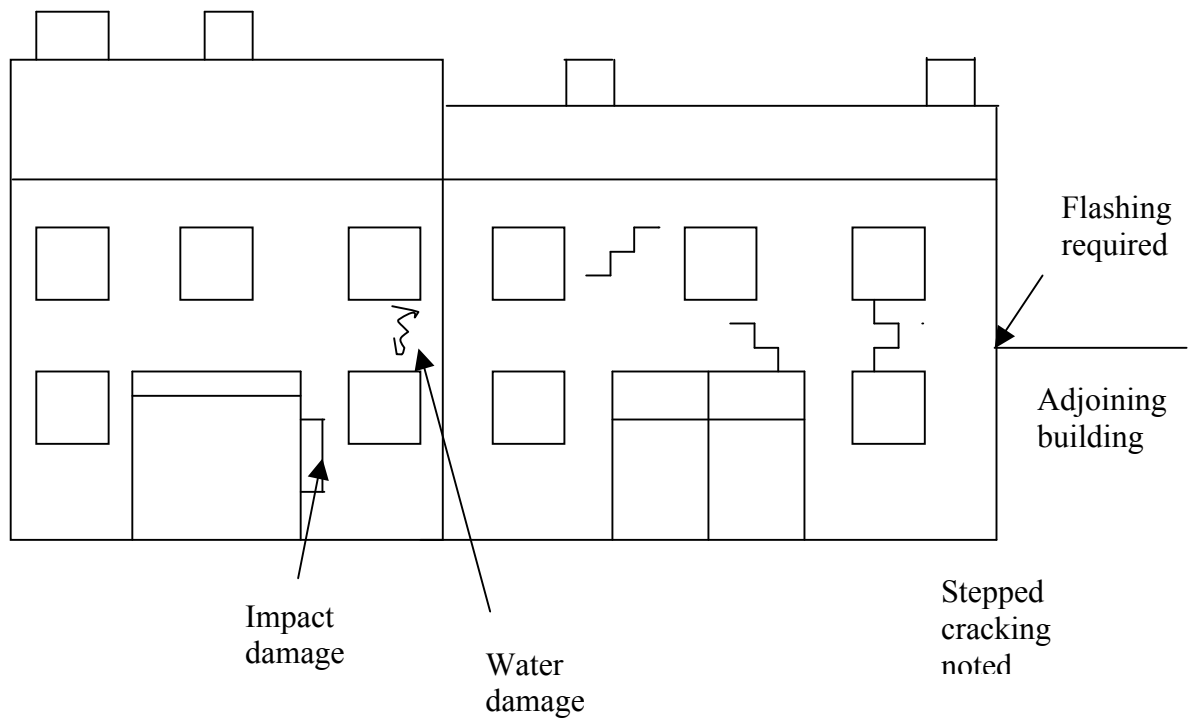 Flashing
required
Adjoining
building
Impact
damage
Water
damage
Stepped
cracking
noted